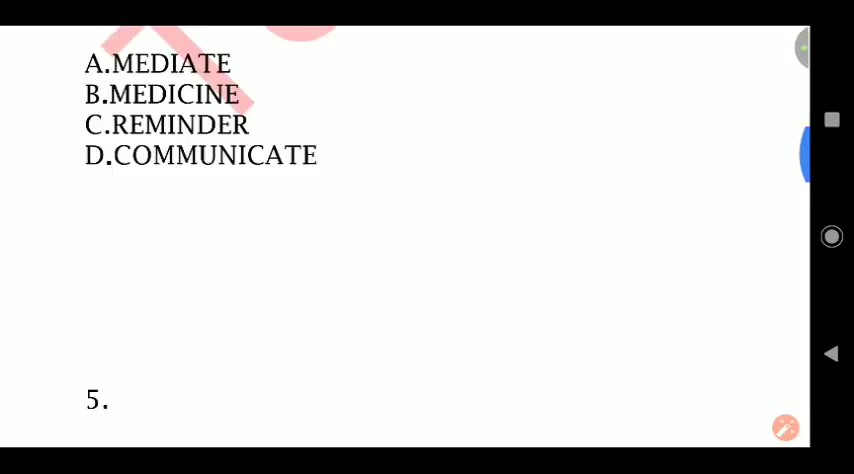 A.MEDIATE
B.MEDICINE
C.REMINDER
D.COMMUNICATE
5.